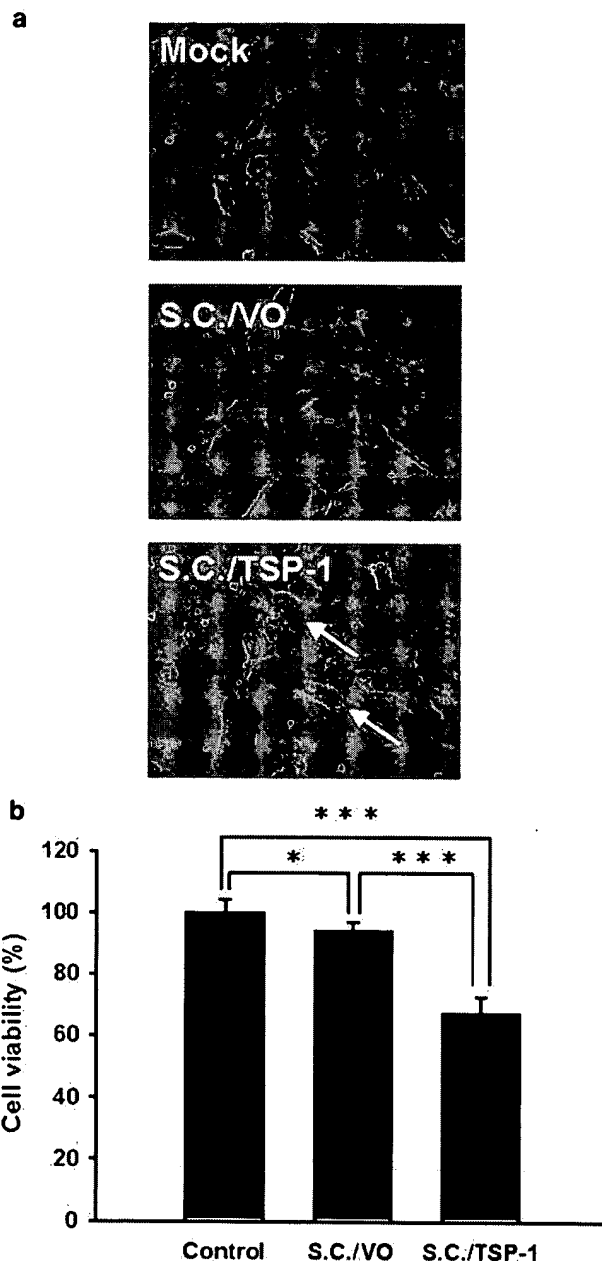 a
Mock
S.C./VO
S.C./TSP-1
b
***
* ***
120
100
80
60
40
20
0
Cell viability (%)
Control S.C./VO S.C./TSP-1